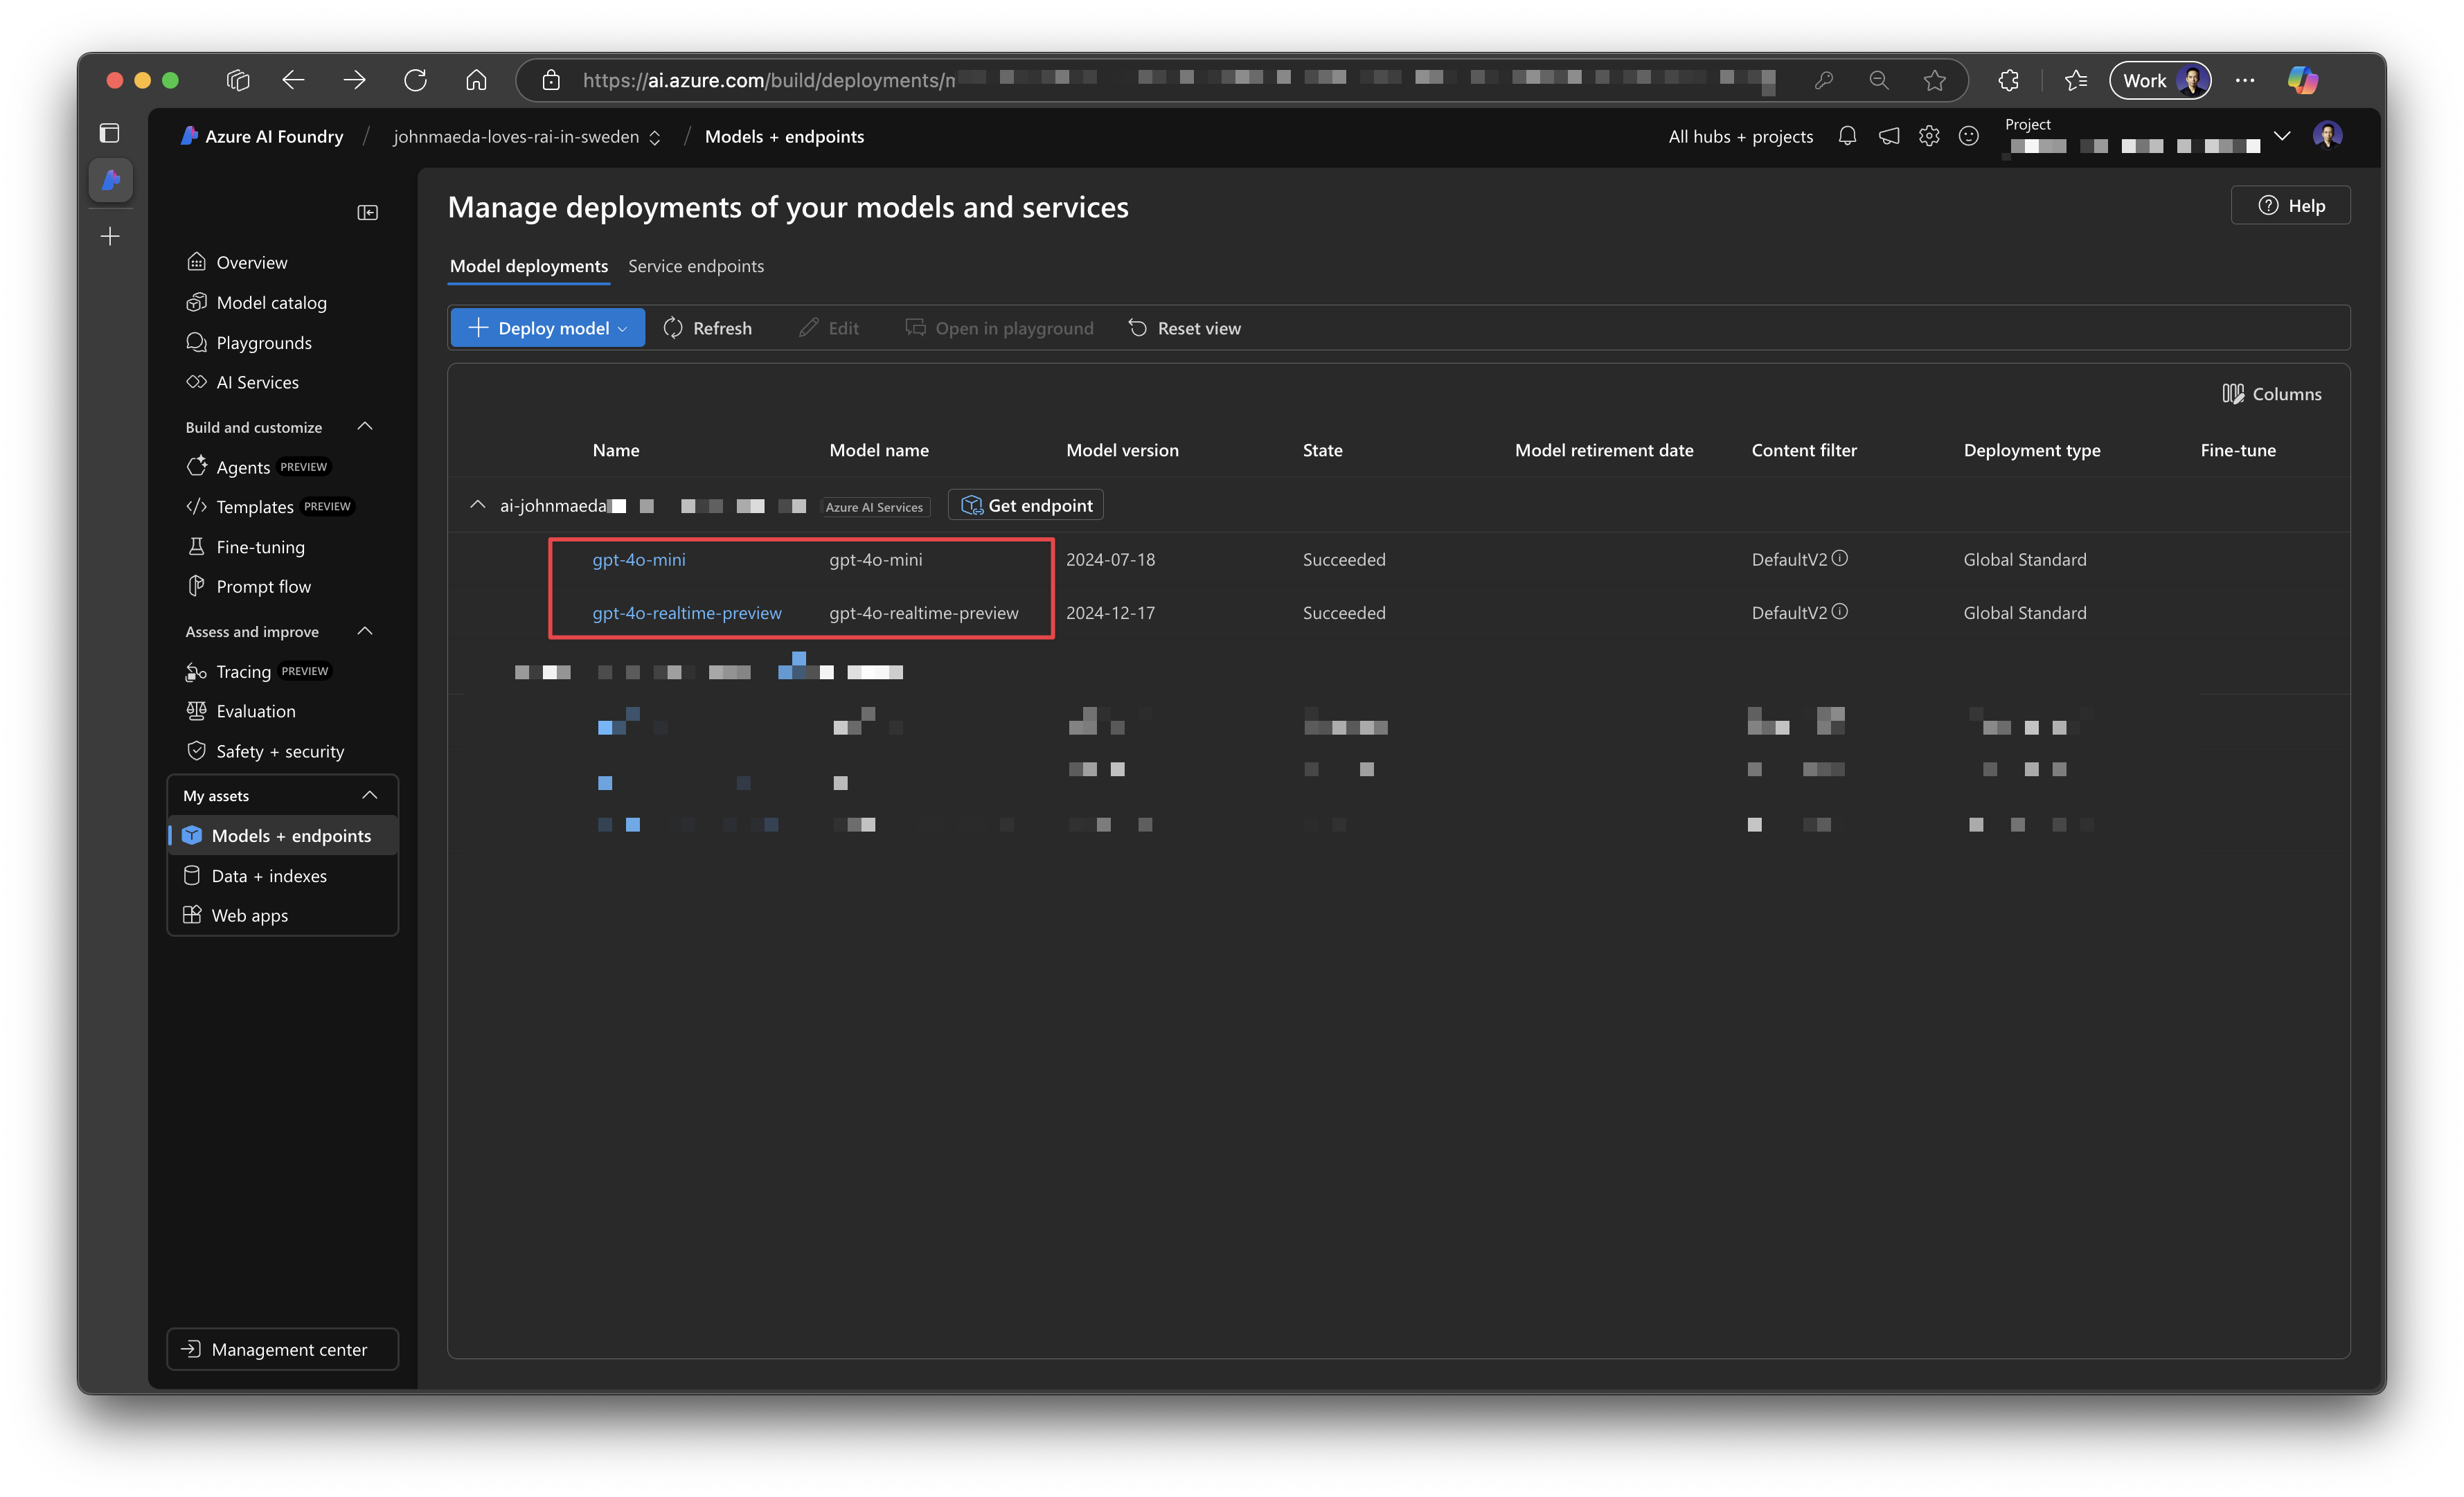 https://ai.azure.com/build/deployments/
Work
Azure AI Foundry / johnmaeda-loves-rai-in-sweden / Models + endpoints
All hubs + projects
Project
Manage deployments of your models and services
Help
Model deployments Service endpoints
Deploy model Refresh Edit Open in playground Reset view
Columns
Overview
Model catalog
Playgrounds
AI Services
Build and customize
Agents PREVIEW
Templates PREVIEW
Fine-tuning
Prompt flow
Assess and improve
Tracing PREVIEW
Evaluation
Safety + security
My assets
Models + endpoints
Data + indexes
Web apps
Management center
Name Model name Model version State Model retirement date Content filter Deployment type Fine-tune
ai-johnmaeda Azure AI Services Get endpoint
gpt-4o-mini gpt-4o-mini 2024-07-18 Succeeded DefaultV2 Global Standard
gpt-4o-realtime-preview gpt-4o-realtime-preview 2024-12-17 Succeeded DefaultV2 Global Standard